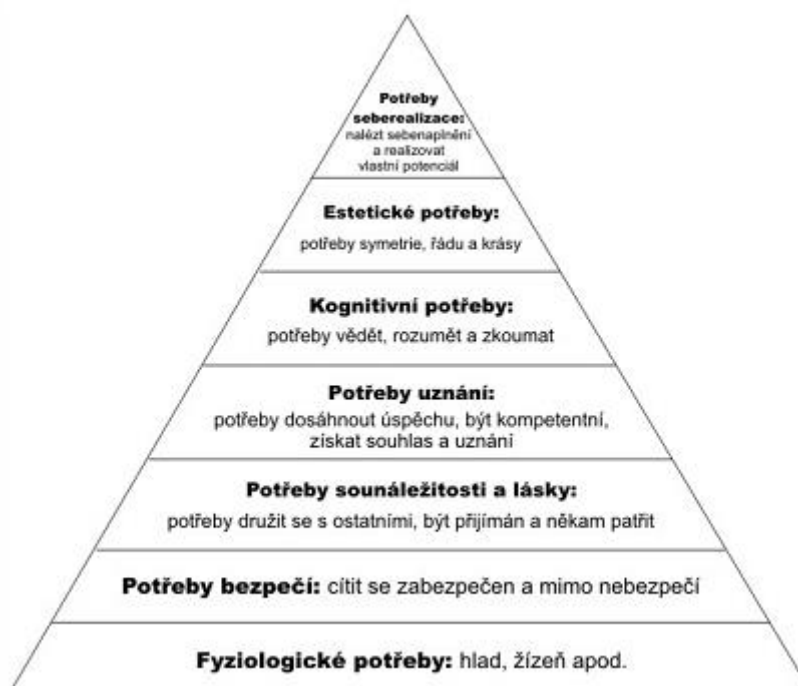 Potřeby
seberealizace:
nalézt sebenaplnění
a realizovat
vlastní potenciál
Estetické potřeby:
potřeby symetrie, řádu a krásy
Kognitivní potřeby:
potřeby vědět, rozumět a zkoumat
Potřeby uznání:
potřeby dosáhnout úspěchu, být kompetentní,
získat souhlas a uznání
Potřeby sounáležitosti a lásky:
potřeby družit se s ostatními, být přijímán a někam patřit
Potřeby bezpečí: cítit se zabezpečen a mimo nebezpečí
Fyziologické potřeby: hlad, žízeň apod.